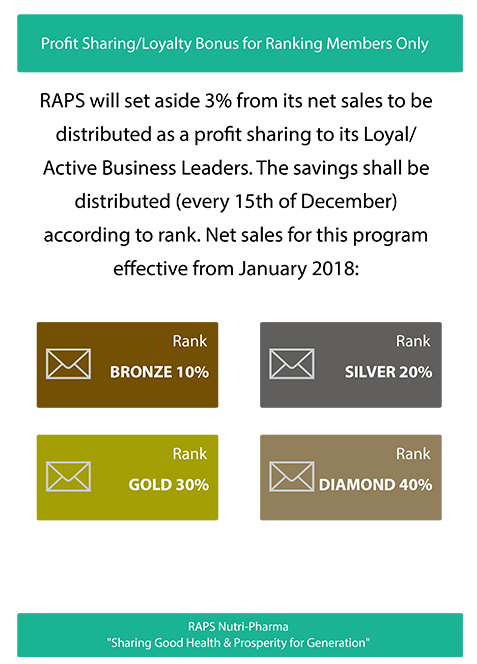 Profit Sharing/Loyalty Bonus for Ranking Members Only
RAPS will set aside 3% from its net sales to be
distributed as a profit sharing to its Loyal/
Active Business Leaders. The savings shall be
distributed (every 15th of December)
according to rank. Net sales for this program
effective from January 2018:
Rank
BRONZE 10%
Rank
SILVER 20%
Rank
GOLD 30%
Rank
DIAMOND 40%
RAPS Nutri-Pharma
"Sharing Good Health & Prosperity for Generation"